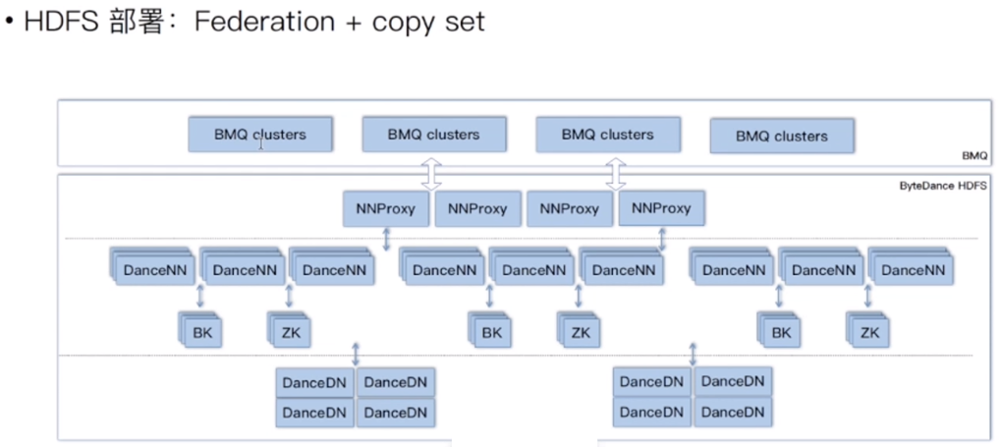 • HDFS 部署：Federation + copy set
BMQ clusters BMQ clusters BMQ clusters BMQ clusters
BMQ
ByteDance HDFS
NNProxy NNProxy NNProxy NNProxy
DanceNN DanceNN DanceNN DanceNN DanceNN DanceNN DanceNN DanceNN DanceNN
BK ZK BK ZK BK ZK
DanceDN DanceDN DanceDN DanceDN
DanceDN DanceDN DanceDN DanceDN